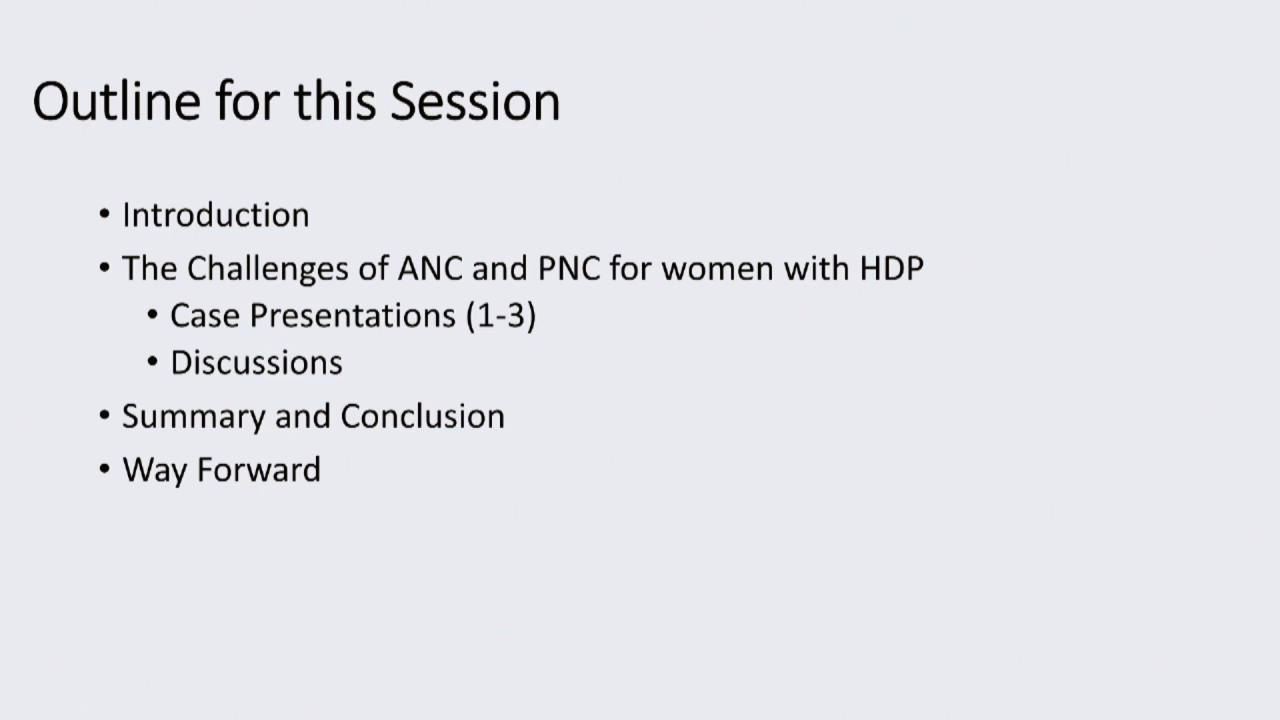 Outline for this Session
• Introduction
• The Challenges of ANC and PNC for women with HDP
• Case Presentations (1-3)
• Discussions
• Summary and Conclusion
• Way Forward